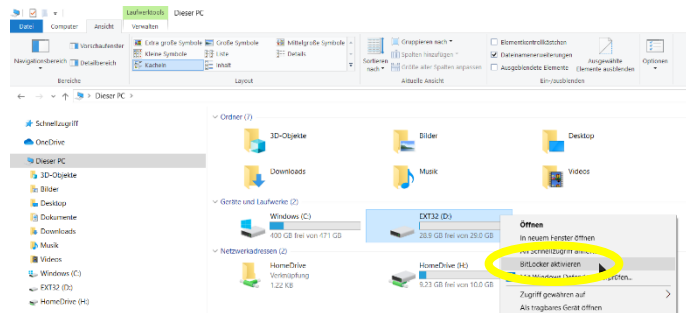 Laufwerktools Dieser PC
Datei Computer Ansicht Verwalten
Navigationsbereich
Vorschaufenster
Detailbereich
Bereiche
Extra große Symbole Große Symbole Mittelgroße Symbole
Kleine Symbole Liste Details
Kacheln Inhalt
Layout
Sortieren nach
Gruppieren nach
Spalten hinzufügen
Größe aller Spalten anpassen
Aktuelle Ansicht
Elementkontrollkästchen
Dateinamenerweiterungen
Ausgeblendete Elemente
Ausgewählte
Elemente ausblenden
Ein-/ausblenden
Optionen
Dieser PC
Schnellzugriff
OneDrive
Dieser PC
3D-Objekte
Bilder
Desktop
Dokumente
Downloads
Musik
Videos
Windows (C:)
EXT32 (D:)
HomeDrive (H:)
Ordner (7)
3D-Objekte Bilder Desktop
Downloads Musik Videos
Geräte und Laufwerke (2)
Windows (C:)
400 GB frei von 471 GB
EXT32 (D:)
28.9 GB frei von 29.0 GB
Netzwerkadressen (2)
HomeDrive
Verknüpfung
1.22 KB
HomeDrive (H:)
9.23 GB frei von 10.0 GB
Öffnen
In neuem Fenster öffnen
BitLocker aktivieren
Zugriff gewähren auf
Als tragbares Gerät öffnen